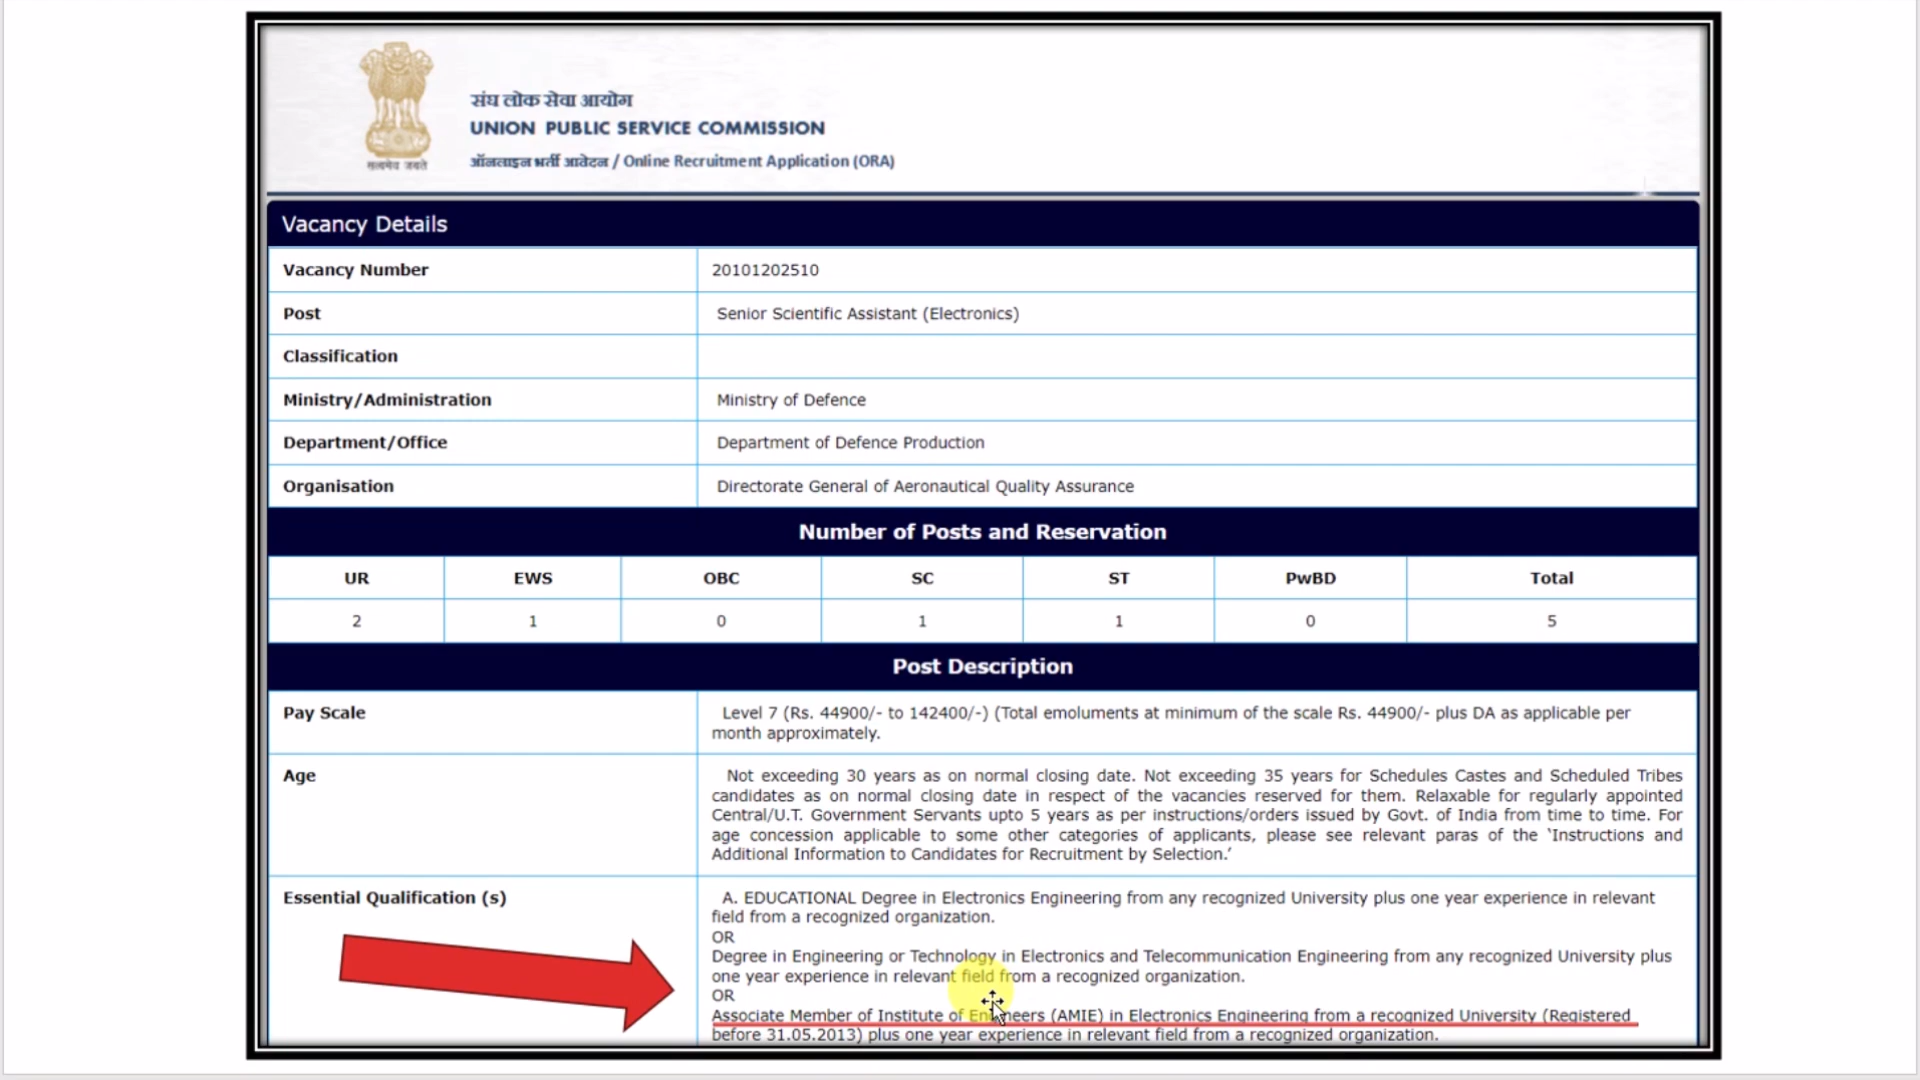 संघ लोक सेवा आयोग
UNION PUBLIC SERVICE COMMISSION
ऑनलाइन भर्ती आवेदन / Online Recruitment Application (ORA)
सत्यमेव जयते
Vacancy Details
Vacancy Number 20101202510
Post Senior Scientific Assistant (Electronics)
Classification
Ministry/Administration Ministry of Defence
Department/Office Department of Defence Production
Organisation Directorate General of Aeronautical Quality Assurance
Number of Posts and Reservation
UR EWS OBC SC ST PwBD Total
2 1 0 1 1 0 5
Post Description
Pay Scale Level 7 (Rs. 44900/- to 142400/-) (Total emoluments at minimum of the scale Rs. 44900/- plus DA as applicable per
month approximately.
Age Not exceeding 30 years as on normal closing date. Not exceeding 35 years for Schedules Castes and Scheduled Tribes
candidates as on normal closing date in respect of the vacancies reserved for them. Relaxable for regularly appointed
Central/U.T. Government Servants upto 5 years as per instructions/orders issued by Govt. of India from time to time. For
age concession applicable to some other categories of applicants, please see relevant paras of the ‘Instructions and
Additional Information to Candidates for Recruitment by Selection.’
Essential Qualification (s) A. EDUCATIONAL Degree in Electronics Engineering from any recognized University plus one year experience in relevant
field from a recognized organization.
OR
Degree in Engineering or Technology in Electronics and Telecommunication Engineering from any recognized University plus
one year experience in relevant field from a recognized organization.
OR
Associate Member of Institute of Engineers (AMIE) in Electronics Engineering from a recognized University (Registered
before 31.05.2013) plus one year experience in relevant field from a recognized organization.